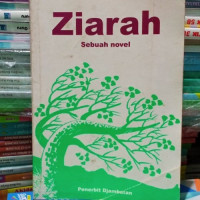 Ziarah
Sebuah novel
Penerbit Djambatan